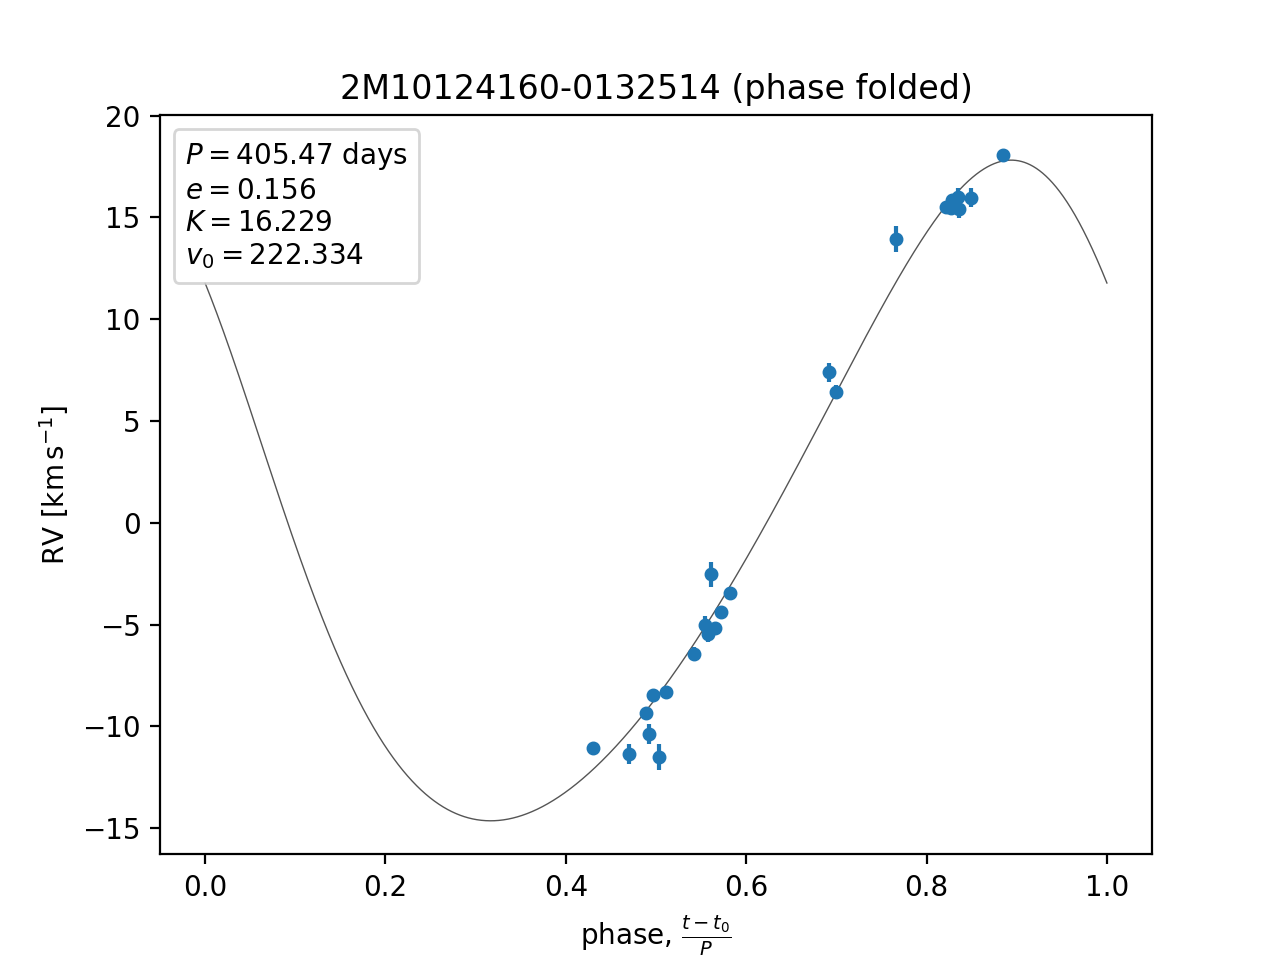 2M10124160-0132514 (phase folded)
P = 405.47 days
e = 0.156
K = 16.229
v₀ = 222.334
RV [km s⁻¹]
20
15
10
5
0
−5
−10
−15
0.0 0.2 0.4 0.6 0.8 1.0
phase, (t − t₀)/P